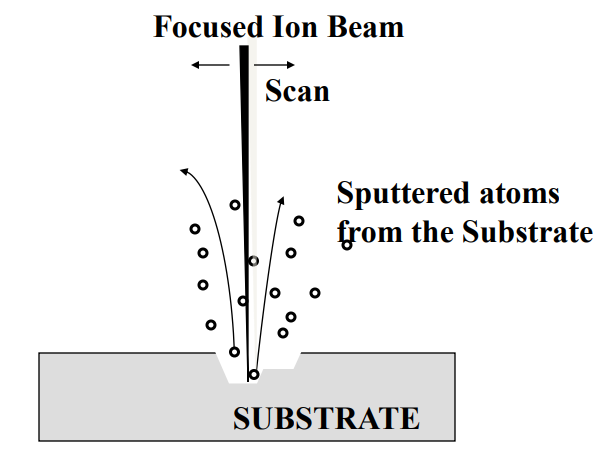 Focused Ion Beam
Scan
Sputtered atoms
from the Substrate
SUBSTRATE